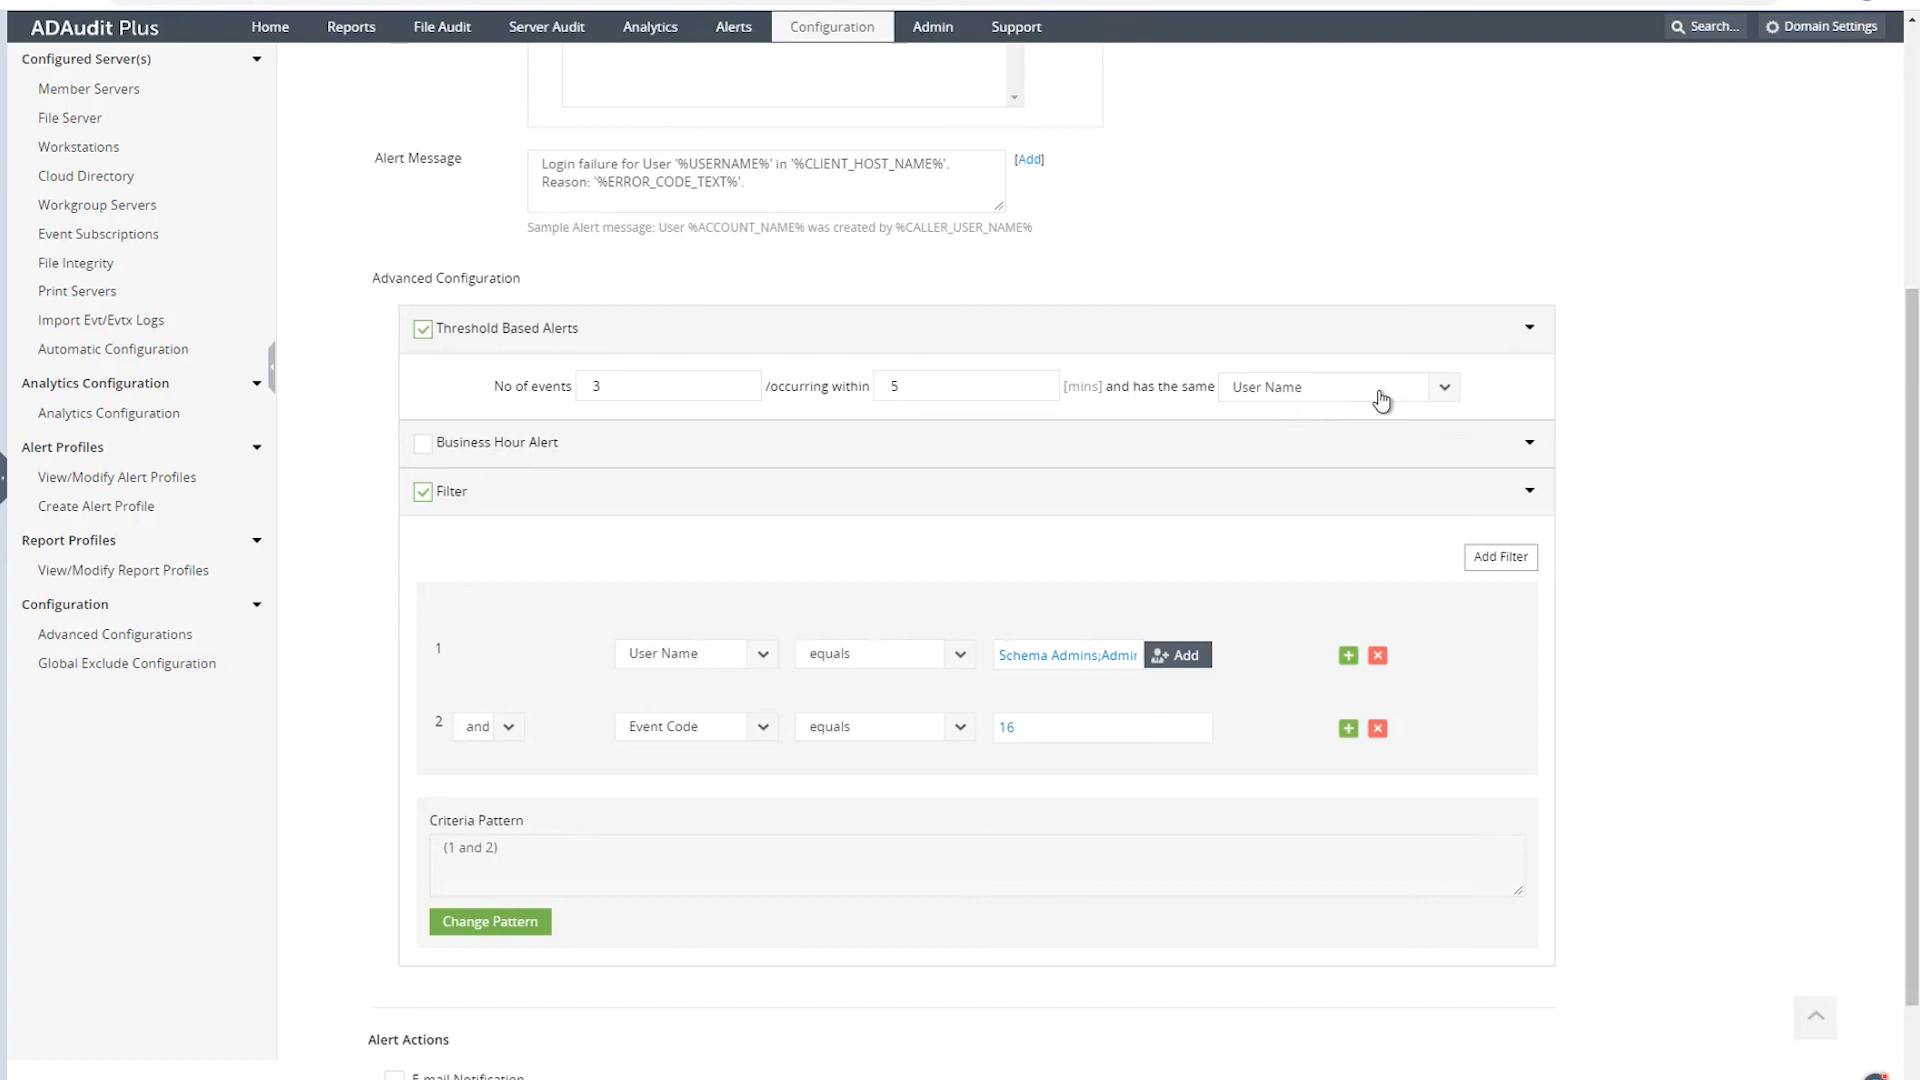 ADAudit Plus
Home
Reports
File Audit
Server Audit
Analytics
Alerts
Configuration
Admin
Support
Search...
Domain Settings
Configured Server(s)
Member Servers
File Server
Workstations
Cloud Directory
Workgroup Servers
Event Subscriptions
File Integrity
Print Servers
Import Evt/Evtx Logs
Automatic Configuration
Analytics Configuration
Analytics Configuration
Alert Profiles
View/Modify Alert Profiles
Create Alert Profile
Report Profiles
View/Modify Report Profiles
Configuration
Advanced Configurations
Global Exclude Configuration
Alert Message
Login failure for User '%USERNAME%' in '%CLIENT_HOST_NAME%'.
Reason: '%ERROR_CODE_TEXT%'.
[Add]
Sample Alert message: User %ACCOUNT_NAME% was created by %CALLER_USER_NAME%
Advanced Configuration
Threshold Based Alerts
No of events 3 /occurring within 5 [mins] and has the same User Name
Business Hour Alert
Filter
Add Filter
1 User Name equals Schema Admins;Admir Add
2 and Event Code equals 16
Criteria Pattern
(1 and 2)
Change Pattern
Alert Actions
E-mail Notification